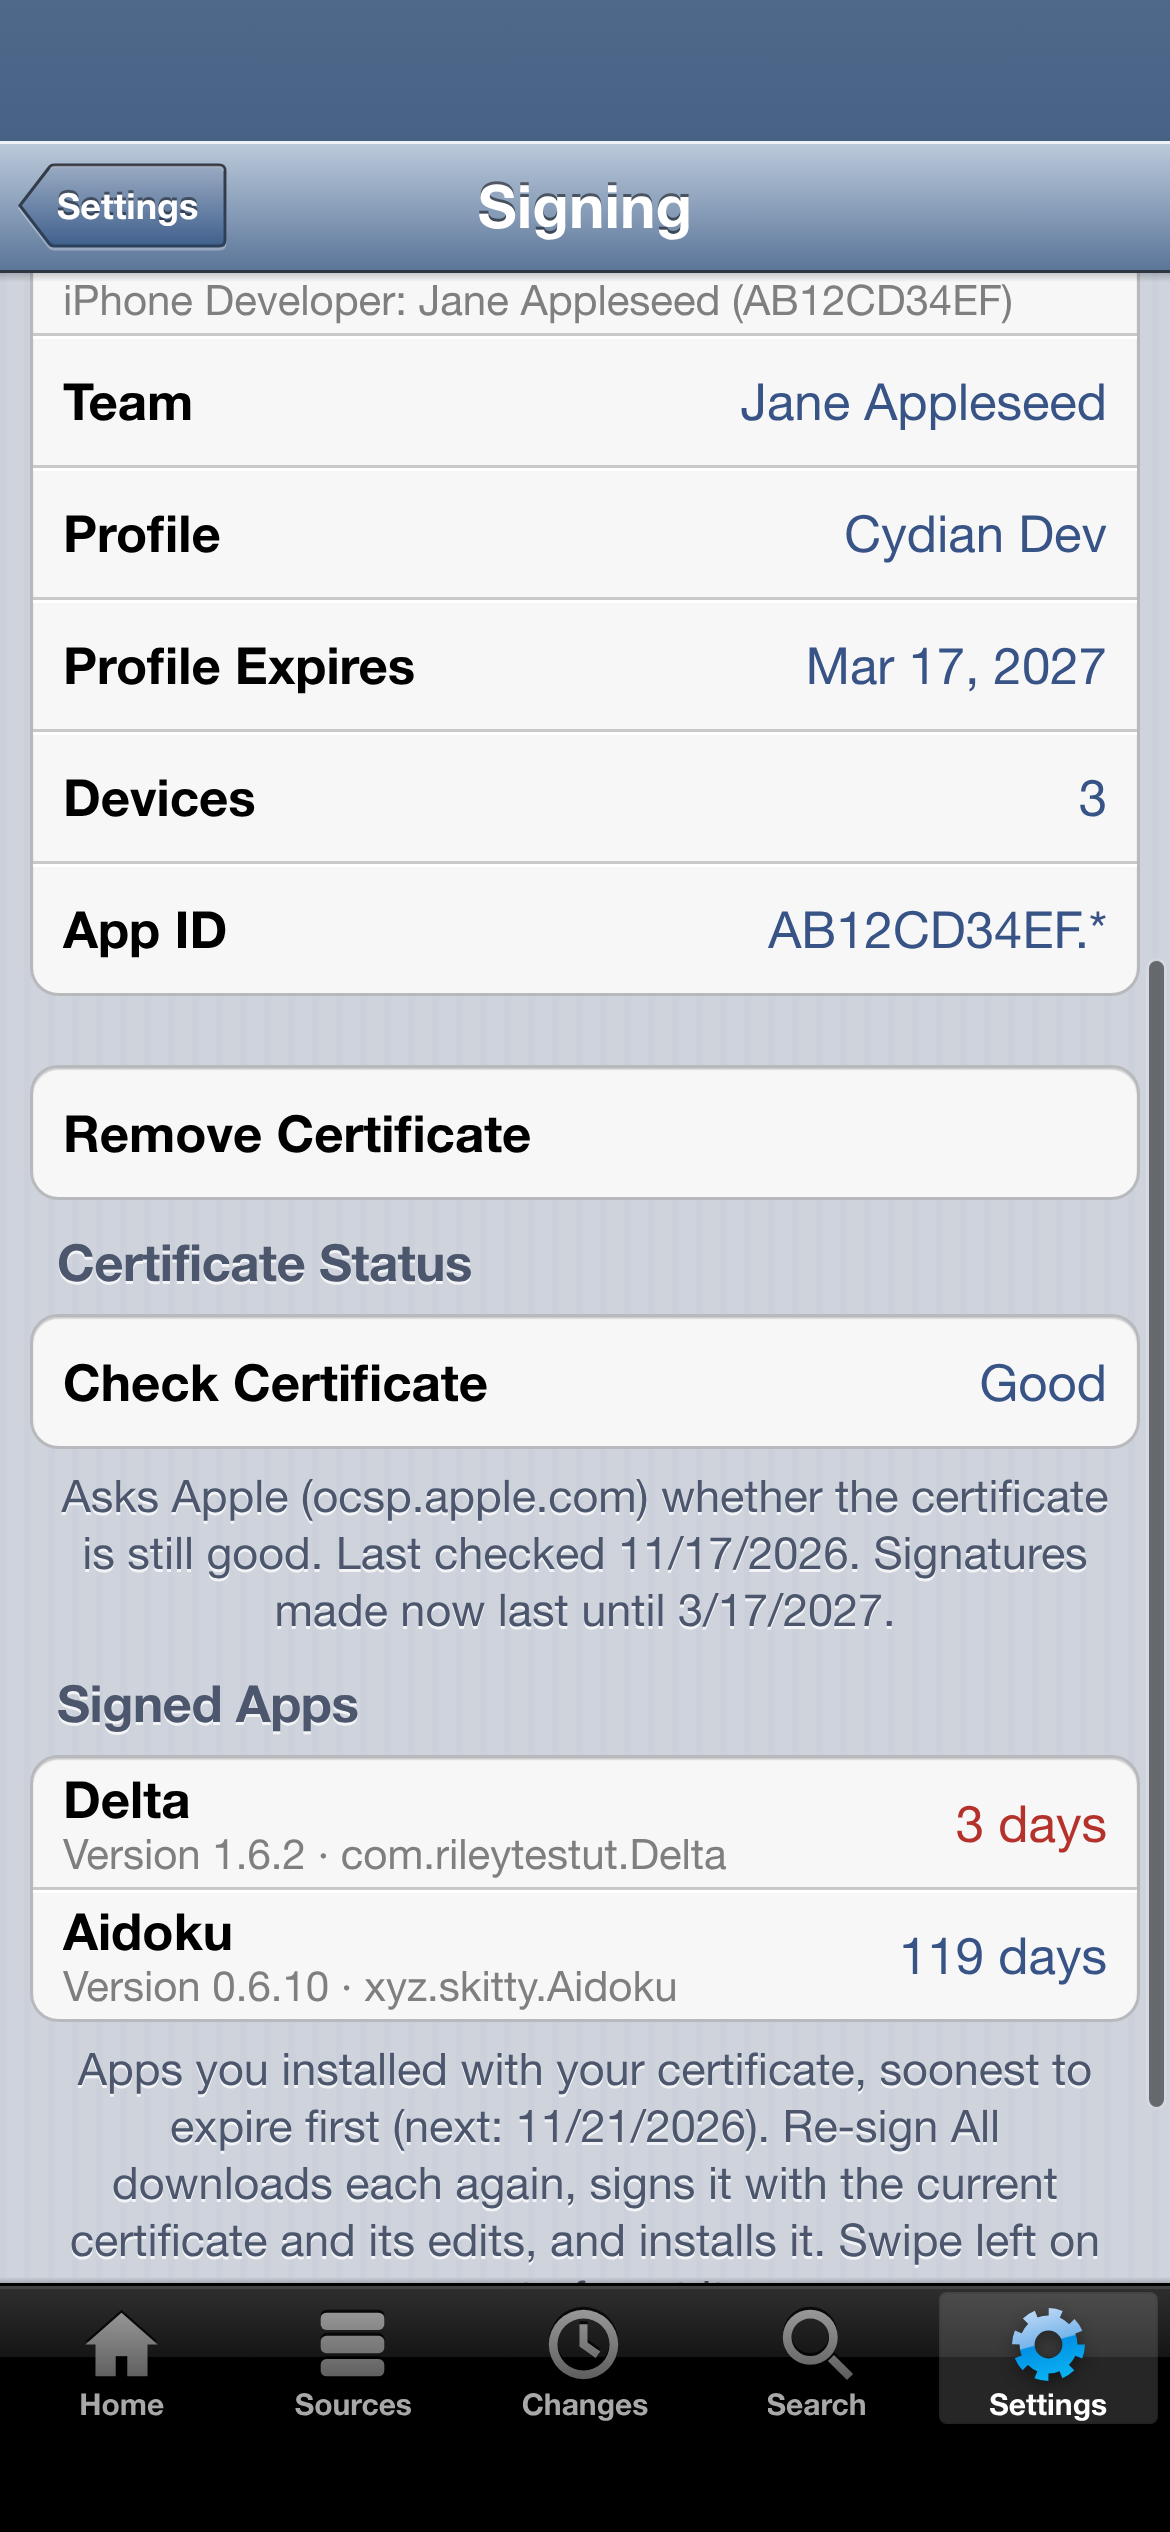 Settings
Signing
iPhone Developer: Jane Appleseed (AB12CD34EF)
Team
Jane Appleseed
Profile
Cydian Dev
Profile Expires
Mar 17, 2027
Devices
3
App ID
AB12CD34EF.*
Remove Certificate
Certificate Status
Check Certificate
Good
Asks Apple (ocsp.apple.com) whether the certificate
is still good. Last checked 11/17/2026. Signatures
made now last until 3/17/2027.
Signed Apps
Delta
Version 1.6.2 · com.rileytestut.Delta
3 days
Aidoku
Version 0.6.10 · xyz.skitty.Aidoku
119 days
Apps you installed with your certificate, soonest to
expire first (next: 11/21/2026). Re-sign All
downloads each again, signs it with the current
certificate and its edits, and installs it. Swipe left on
Home
Sources
Changes
Search
Settings